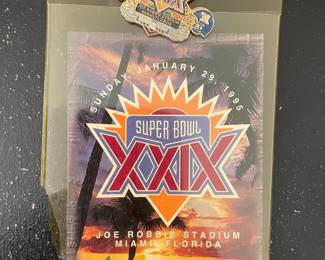 SUNDAY, JANUARY 29, 1995
SUPER BOWL
XXIX
JOE ROBBIE STADIUM
MIAMI, FLORIDA